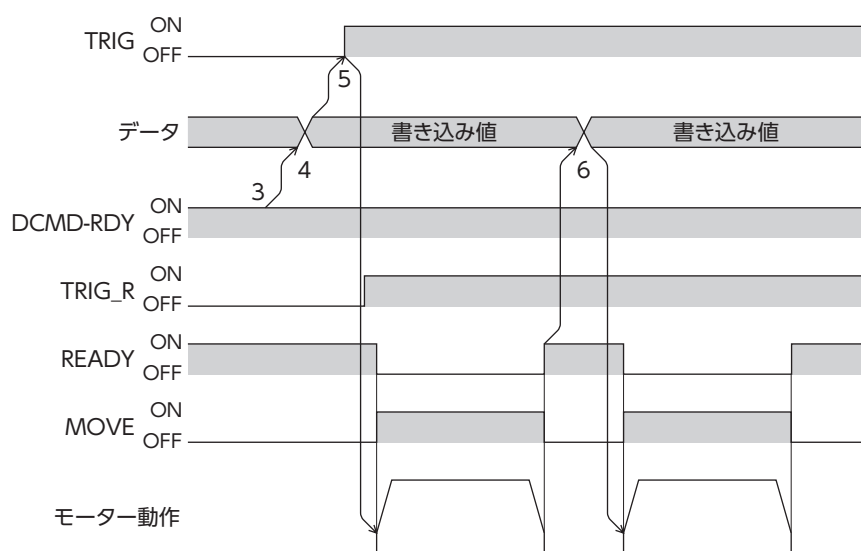 TRIG ON
OFF
5
データ 書き込み値 書き込み値
4 6
3
DCMD-RDY ON
OFF
TRIG_R ON
OFF
READY ON
OFF
MOVE ON
OFF
モーター動作